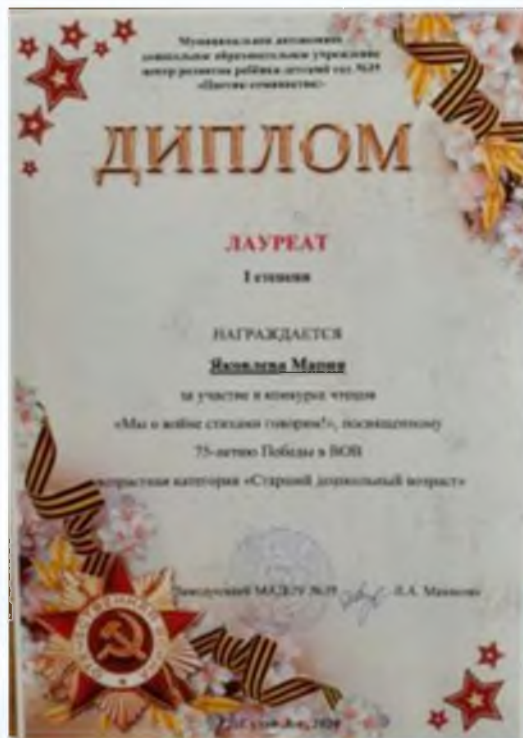 Муниципальное автономное
дошкольное образовательное учреждение
центр развития ребёнка-детский сад №39
«Цветик-семицветик»
ДИПЛОМ
ЛАУРЕАТ
I степени
НАГРАЖДАЕТСЯ
Яковлева Мария
за участие в конкурсе чтецов
«Мы о войне стихами говорим!», посвященному
75-летию Победы в ВОВ
возрастная категория «Старший дошкольный возраст»
Заведующий МАДОУ №39